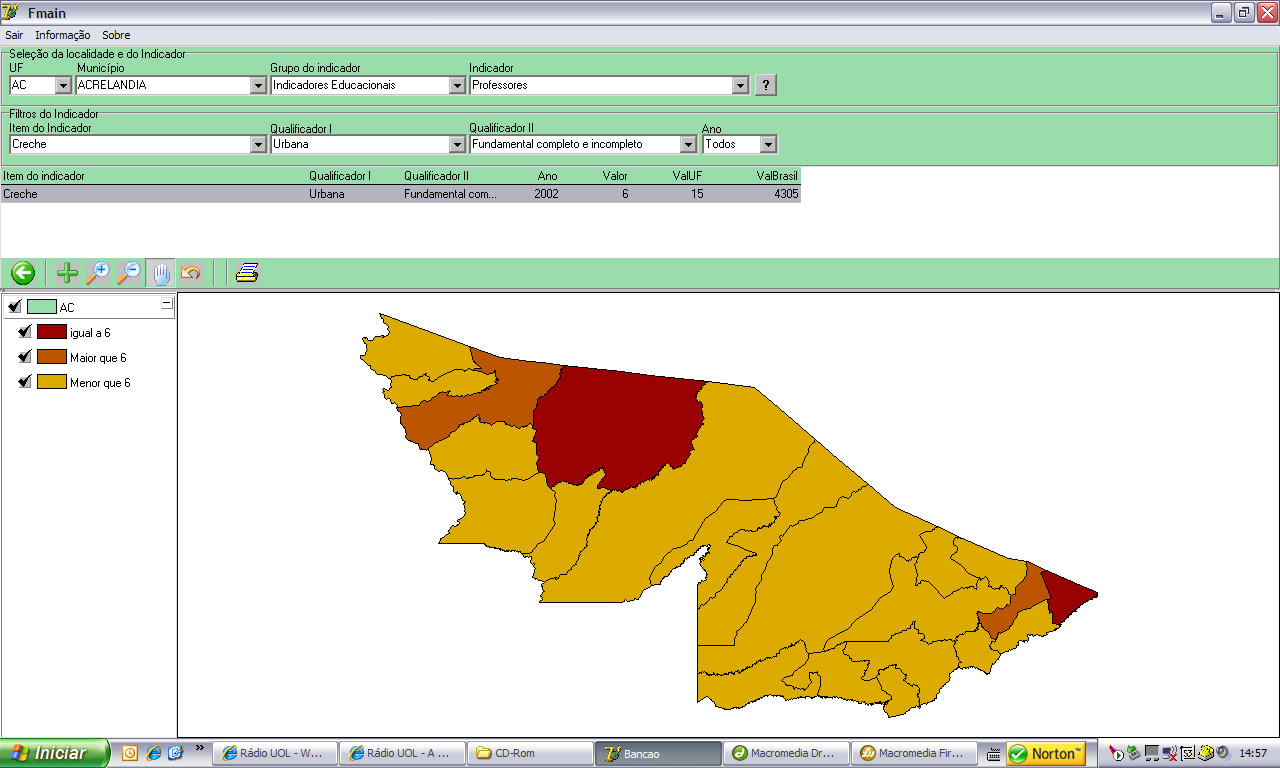 Fmain
Sair Informação Sobre
Seleção da localidade e do Indicador
UF Município Grupo do indicador Indicador
AC ACRELANDIA Indicadores Educacionais Professores ?
Filtros do Indicador
Item do Indicador Qualificador I Qualificador II Ano
Creche Urbana Fundamental completo e incompleto Todos
Item do indicador Qualificador I Qualificador II Ano Valor ValUF ValBrasil
Creche Urbana Fundamental com... 2002 6 15 4305
AC
igual a 6
Maior que 6
Menor que 6
Iniciar » Rádio UOL - W... Rádio UOL - A ... CD-Rom Bancao Macromedia Dr... Macromedia Fir... Norton™ 14:57